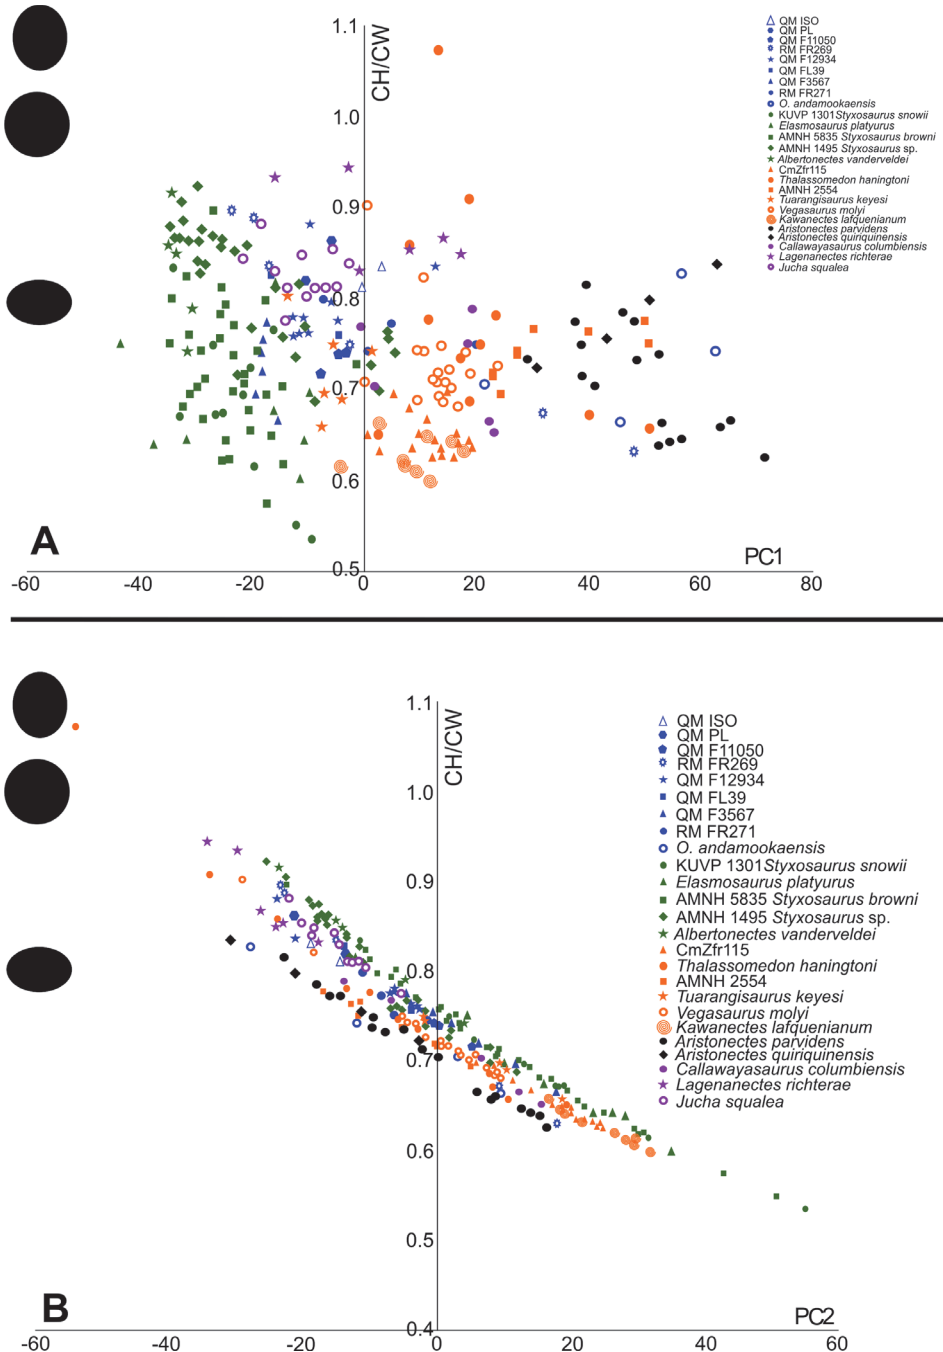 1.1
CH/CW
1.0
0.9
0.8
0.7
0.6
0.5
QM ISO
QM PL
QM F11050
RM FR269
QM F12934
QM FL39
QM F3567
RM FR271
O. andamookaensis
KUVP 1301Styxosaurus snowii
Elasmosaurus platyurus
AMNH 5835 Styxosaurus browni
AMNH 1495 Styxosaurus sp.
Albertonectes vanderveldei
CmZfr115
Thalassomedon haningtoni
AMNH 2554
Tuarangisaurus keyesi
Vegasaurus molyi
Kawanectes lafquenianum
Aristonectes parvidens
Aristonectes quiriquinensis
Callawayasaurus columbiensis
Lagenanectes richterae
Jucha squalea
A
PC1
-60 -40 -20 0 20 40 60 80
1.1
CH/CW
1.0
0.9
0.8
0.7
0.6
0.5
0.4
QM ISO
QM PL
QM F11050
RM FR269
QM F12934
QM FL39
QM F3567
RM FR271
O. andamookaensis
KUVP 1301Styxosaurus snowii
Elasmosaurus platyurus
AMNH 5835 Styxosaurus browni
AMNH 1495 Styxosaurus sp.
Albertonectes vanderveldei
CmZfr115
Thalassomedon haningtoni
AMNH 2554
Tuarangisaurus keyesi
Vegasaurus molyi
Kawanectes lafquenianum
Aristonectes parvidens
Aristonectes quiriquinensis
Callawayasaurus columbiensis
Lagenanectes richterae
Jucha squalea
B
PC2
-60 -40 -20 0 20 40 60